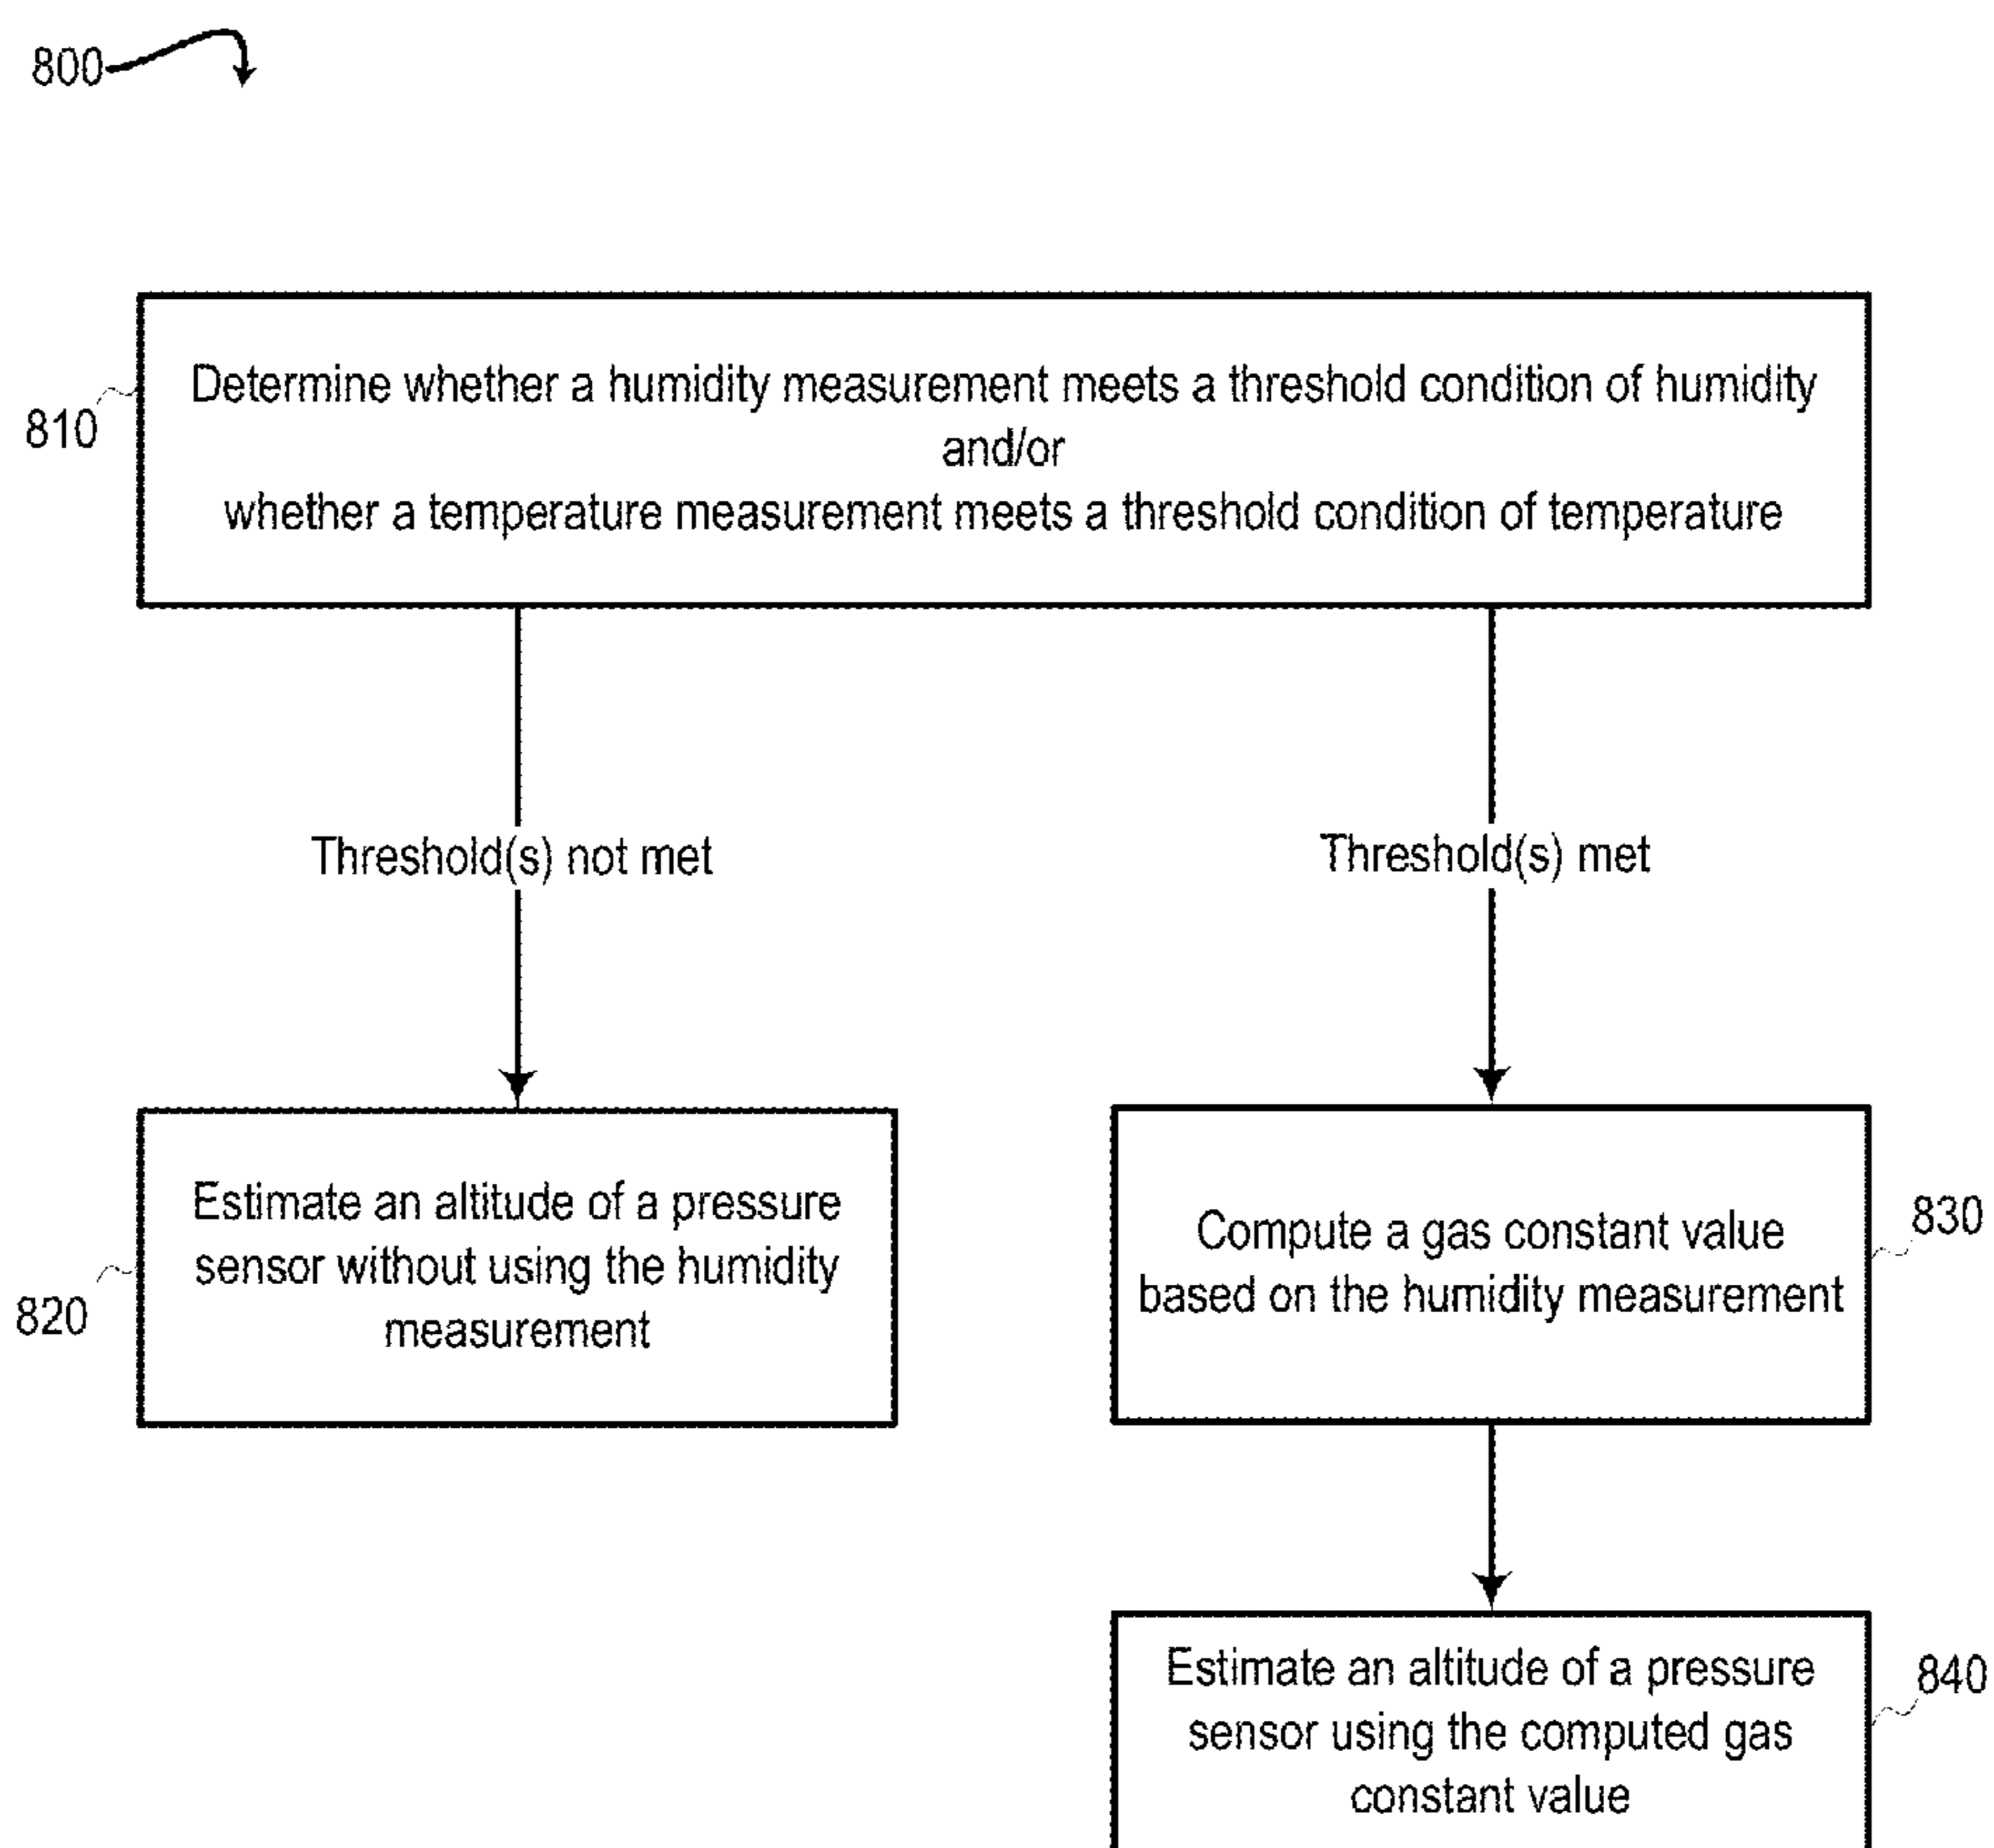 800
Determine whether a humidity measurement meets a threshold condition of humidity
and/or
whether a temperature measurement meets a threshold condition of temperature
810
Threshold(s) not met
Threshold(s) met
Estimate an altitude of a pressure
sensor without using the humidity
measurement
820
Compute a gas constant value
based on the humidity measurement
830
Estimate an altitude of a pressure
sensor using the computed gas
constant value
840